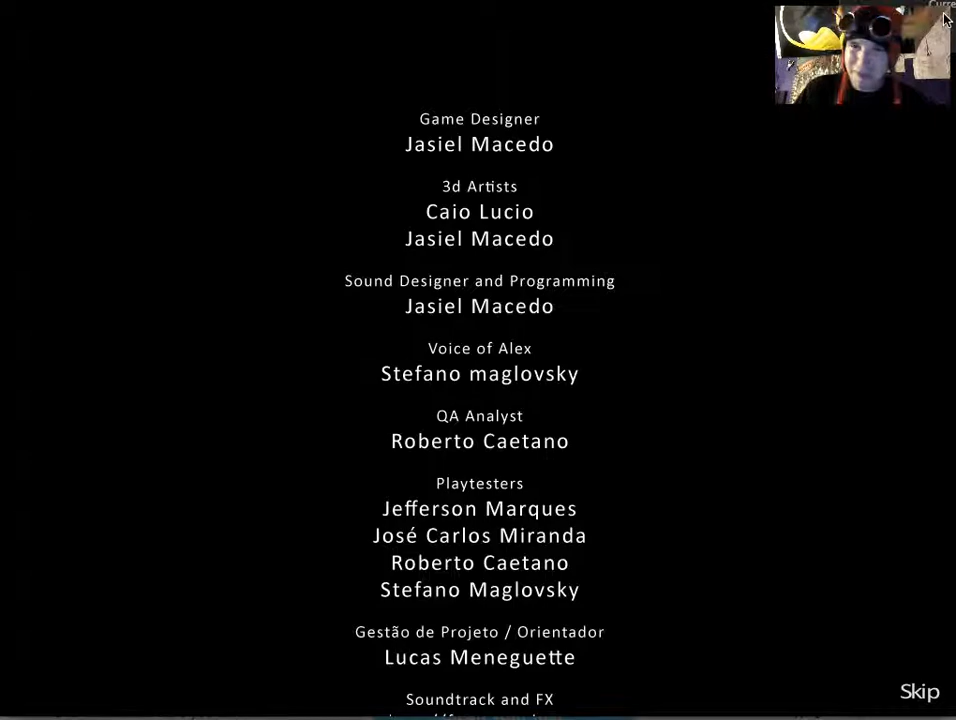 Curre
Game Designer
Jasiel Macedo
3d Artists
Caio Lucio
Jasiel Macedo
Sound Designer and Programming
Jasiel Macedo
Voice of Alex
Stefano maglovsky
QA Analyst
Roberto Caetano
Playtesters
Jefferson Marques
José Carlos Miranda
Roberto Caetano
Stefano Maglovsky
Gestão de Projeto / Orientador
Lucas Meneguette
Soundtrack and FX
Skip